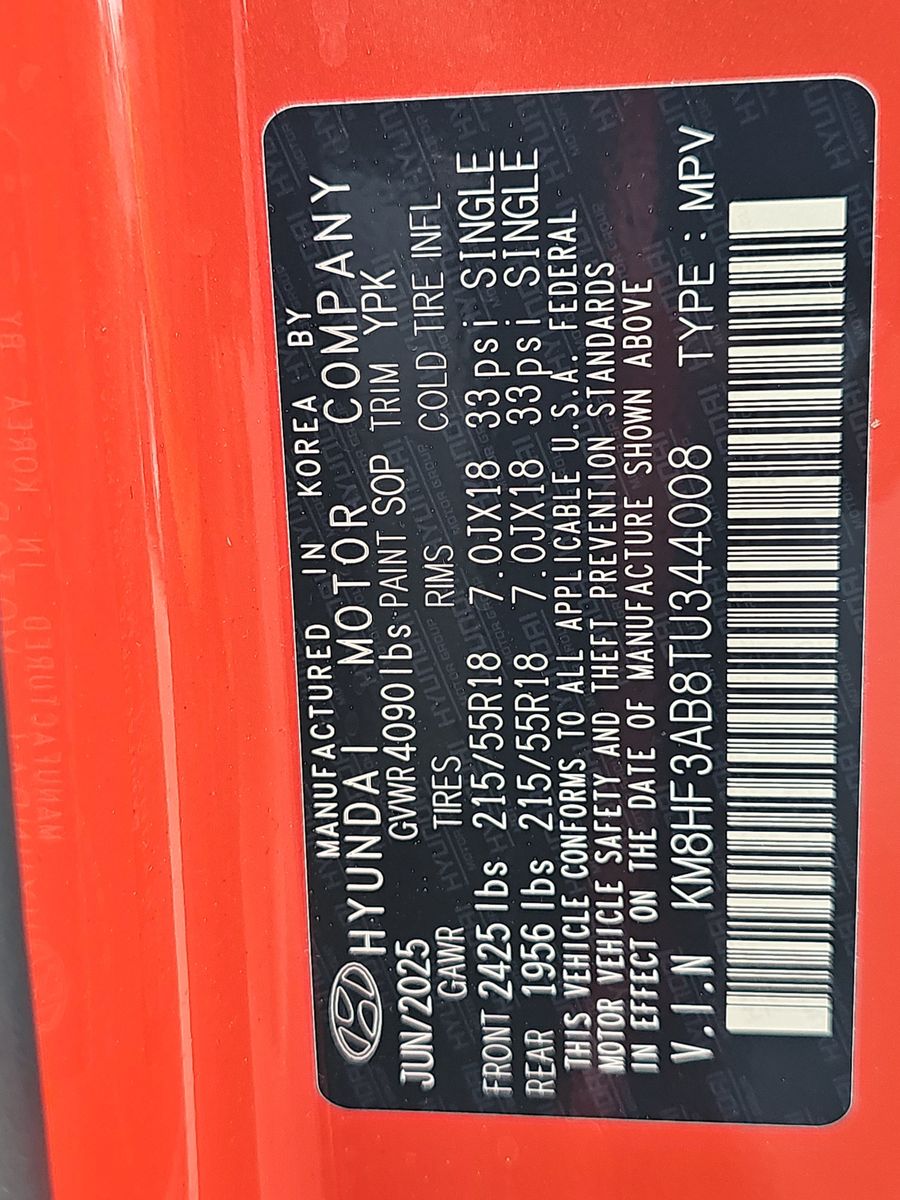 MANUFACTURED IN KOREA BY
HYUNDAI MOTOR COMPANY
JUN/2025 GVWR4090lbs PAINT SOP TRIM YPK
GAWR TIRES RIMS COLD TIRE INFL
FRONT 2425 lbs 215/55R18 7.0JX18 33psi SINGLE
REAR 1956 lbs 215/55R18 7.0JX18 33psi SINGLE
THIS VEHICLE CONFORMS TO ALL APPLICABLE U.S.A. FEDERAL
MOTOR VEHICLE SAFETY AND THEFT PREVENTION STANDARDS
IN EFFECT ON THE DATE OF MANUFACTURE SHOWN ABOVE
V.I.N KM8HF3AB8TU344008 TYPE : MPV